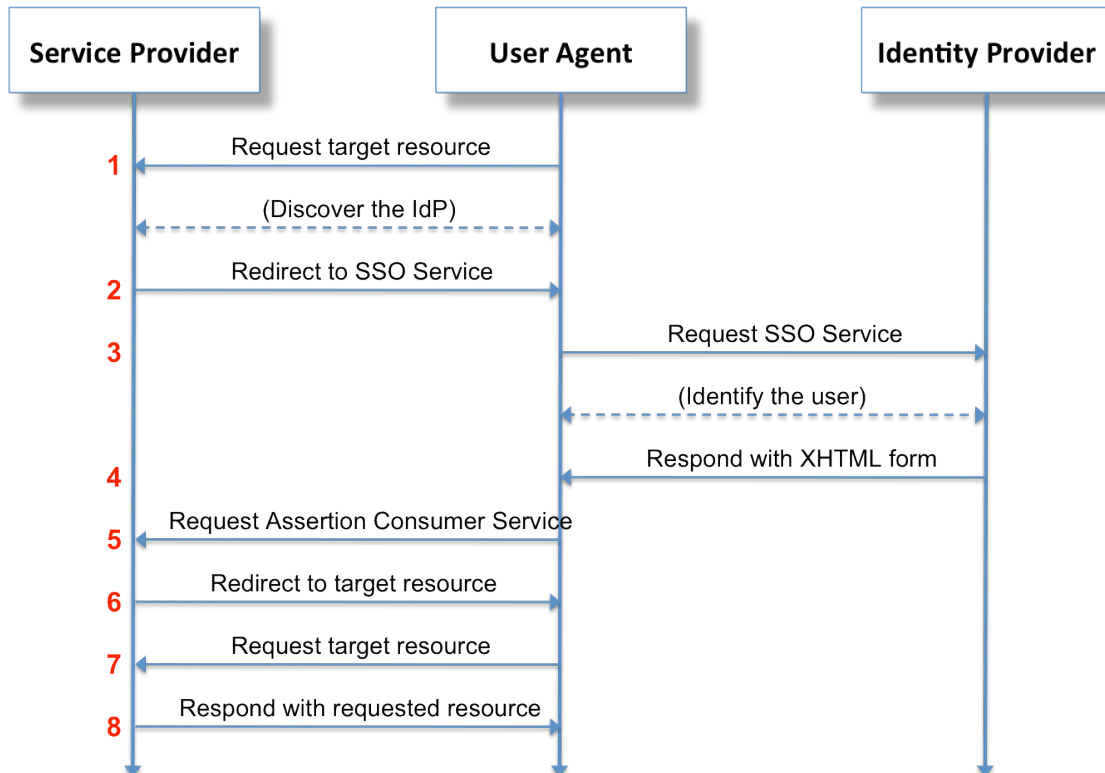 Service Provider
User Agent
Identity Provider
1
Request target resource
(Discover the IdP)
2
Redirect to SSO Service
3
Request SSO Service
(Identify the user)
4
Respond with XHTML form
5
Request Assertion Consumer Service
6
Redirect to target resource
7
Request target resource
8
Respond with requested resource